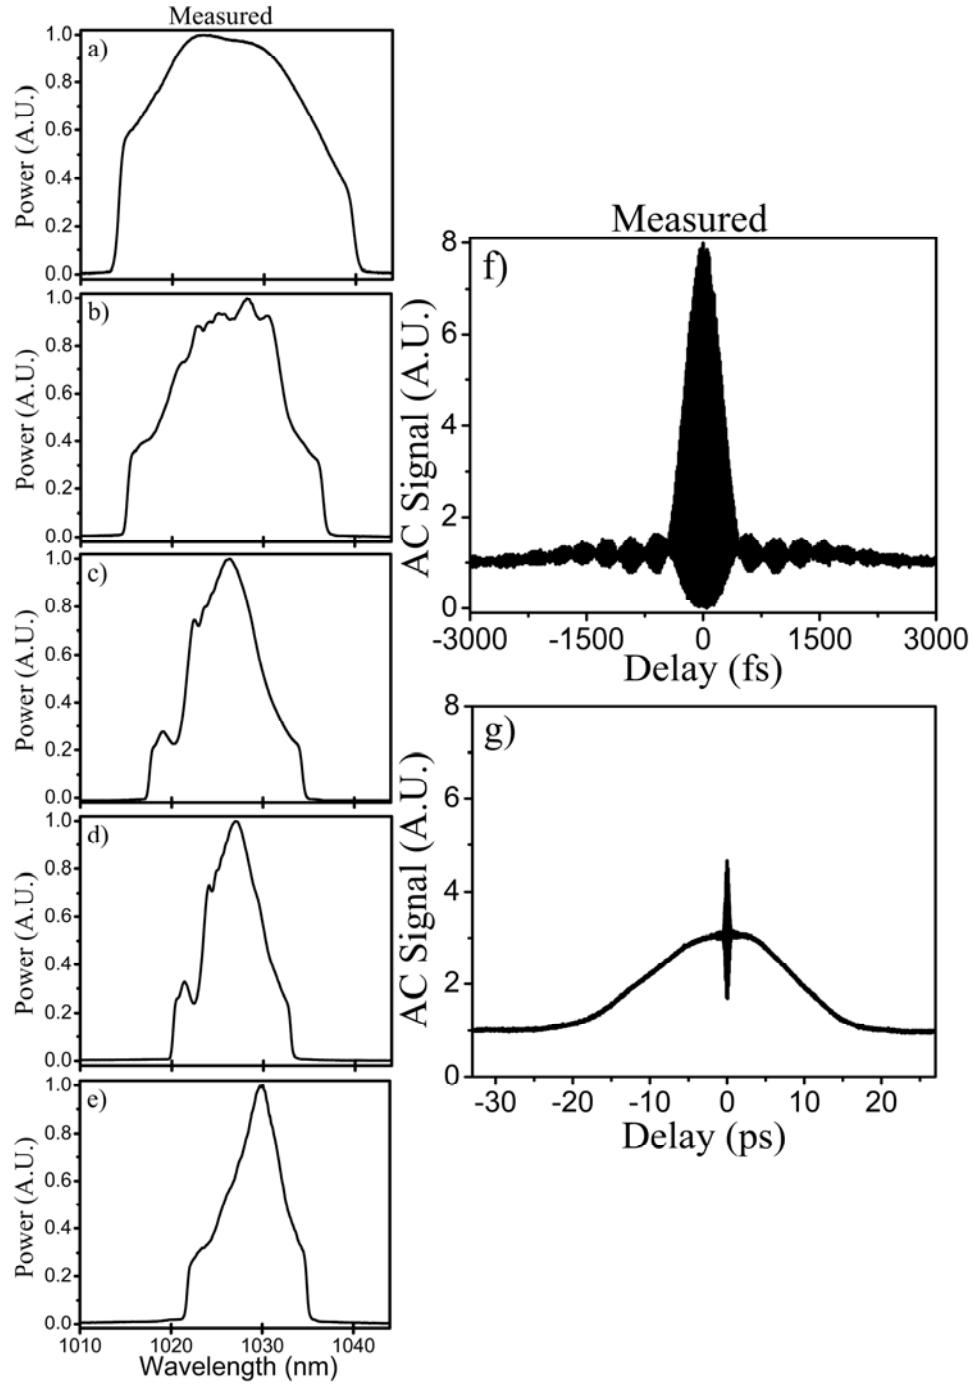 Measured
a)
1.0
0.8
0.6
0.4
0.2
0.0
Power (A.U.)
b)
1.0
0.8
0.6
0.4
0.2
0.0
Power (A.U.)
c)
1.0
0.8
0.6
0.4
0.2
0.0
Power (A.U.)
d)
1.0
0.8
0.6
0.4
0.2
0.0
Power (A.U.)
e)
1.0
0.8
0.6
0.4
0.2
0.0
Power (A.U.)
1010 1020 1030 1040
Wavelength (nm)
Measured
f)
8
6
4
2
0
AC Signal (A.U.)
-3000 -1500 0 1500 3000
Delay (fs)
g)
8
6
4
2
0
AC Signal (A.U.)
-30 -20 -10 0 10 20
Delay (ps)